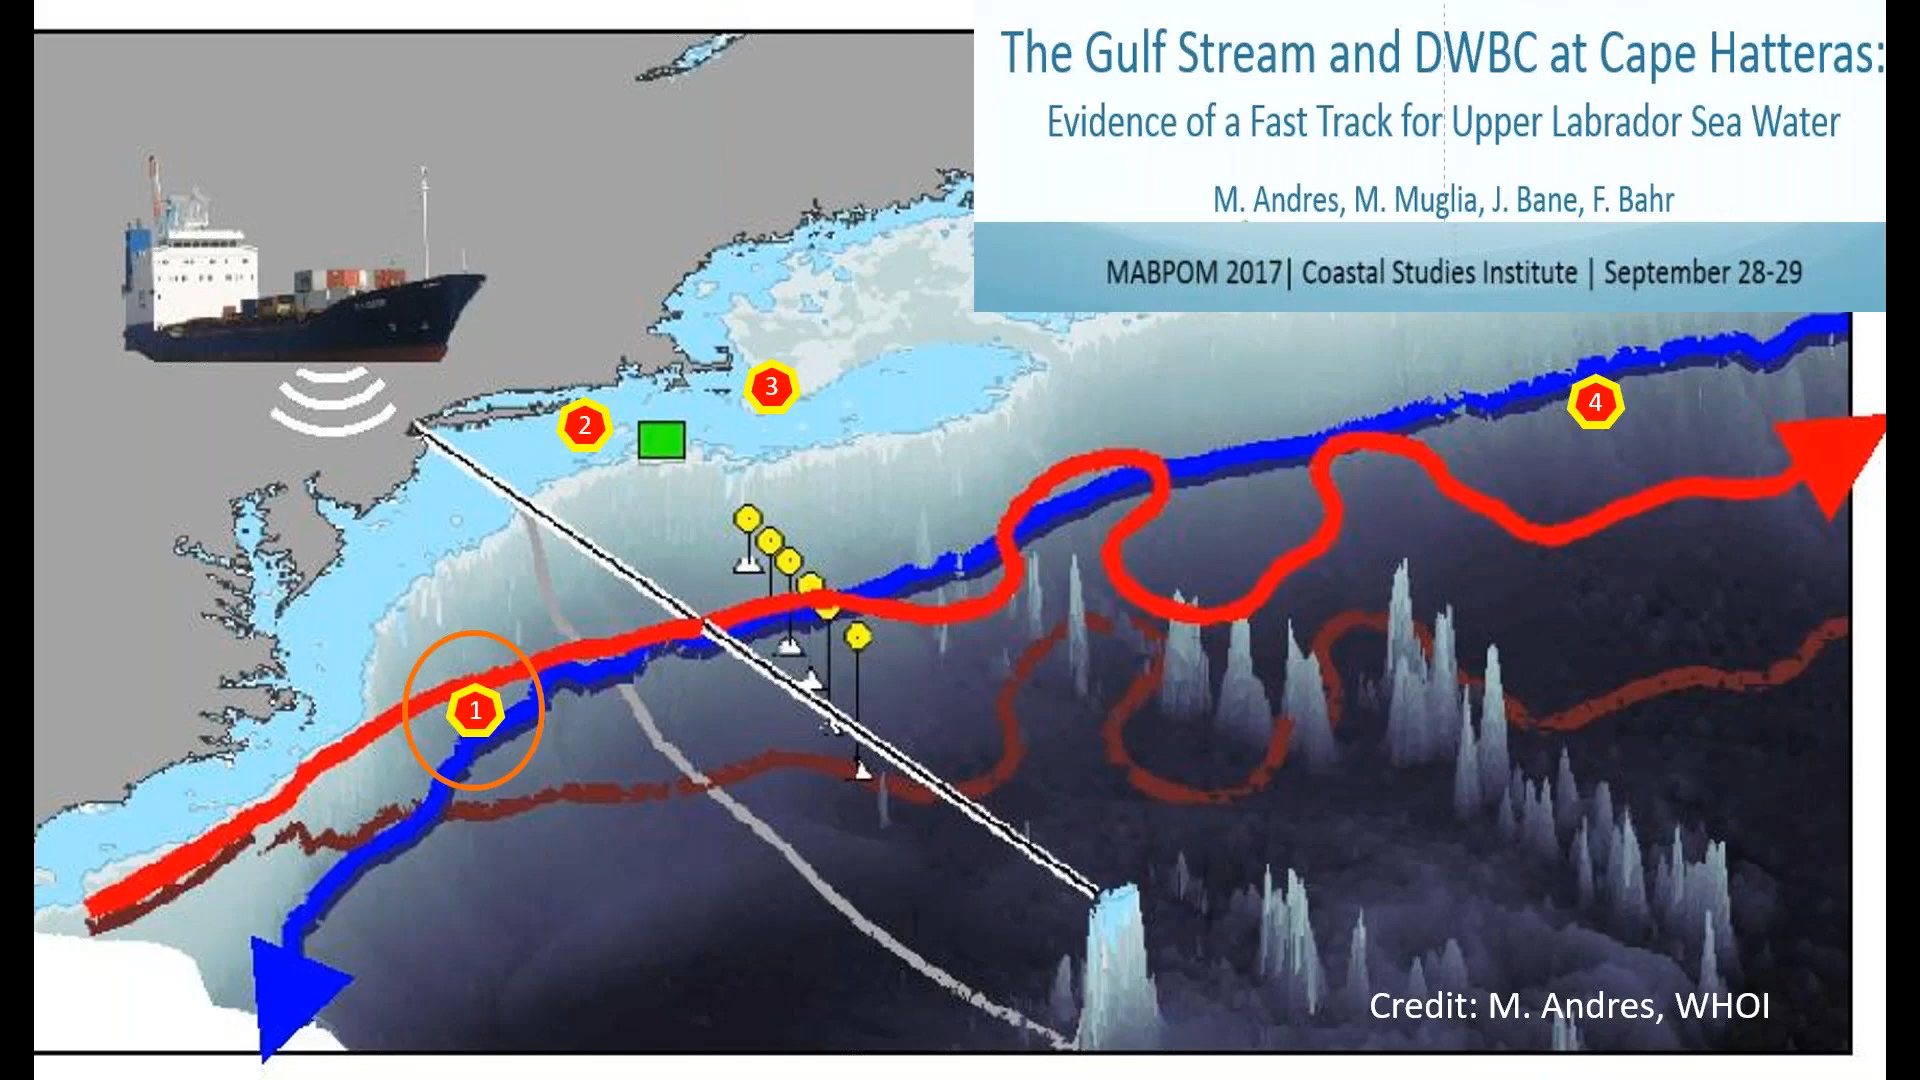 The Gulf Stream and DWBC at Cape Hatteras:
Evidence of a Fast Track for Upper Labrador Sea Water
M. Andres, M. Muglia, J. Bane, F. Bahr
MABPOM 2017| Coastal Studies Institute | September 28-29
3
4
2
1
Credit: M. Andres, WHOI